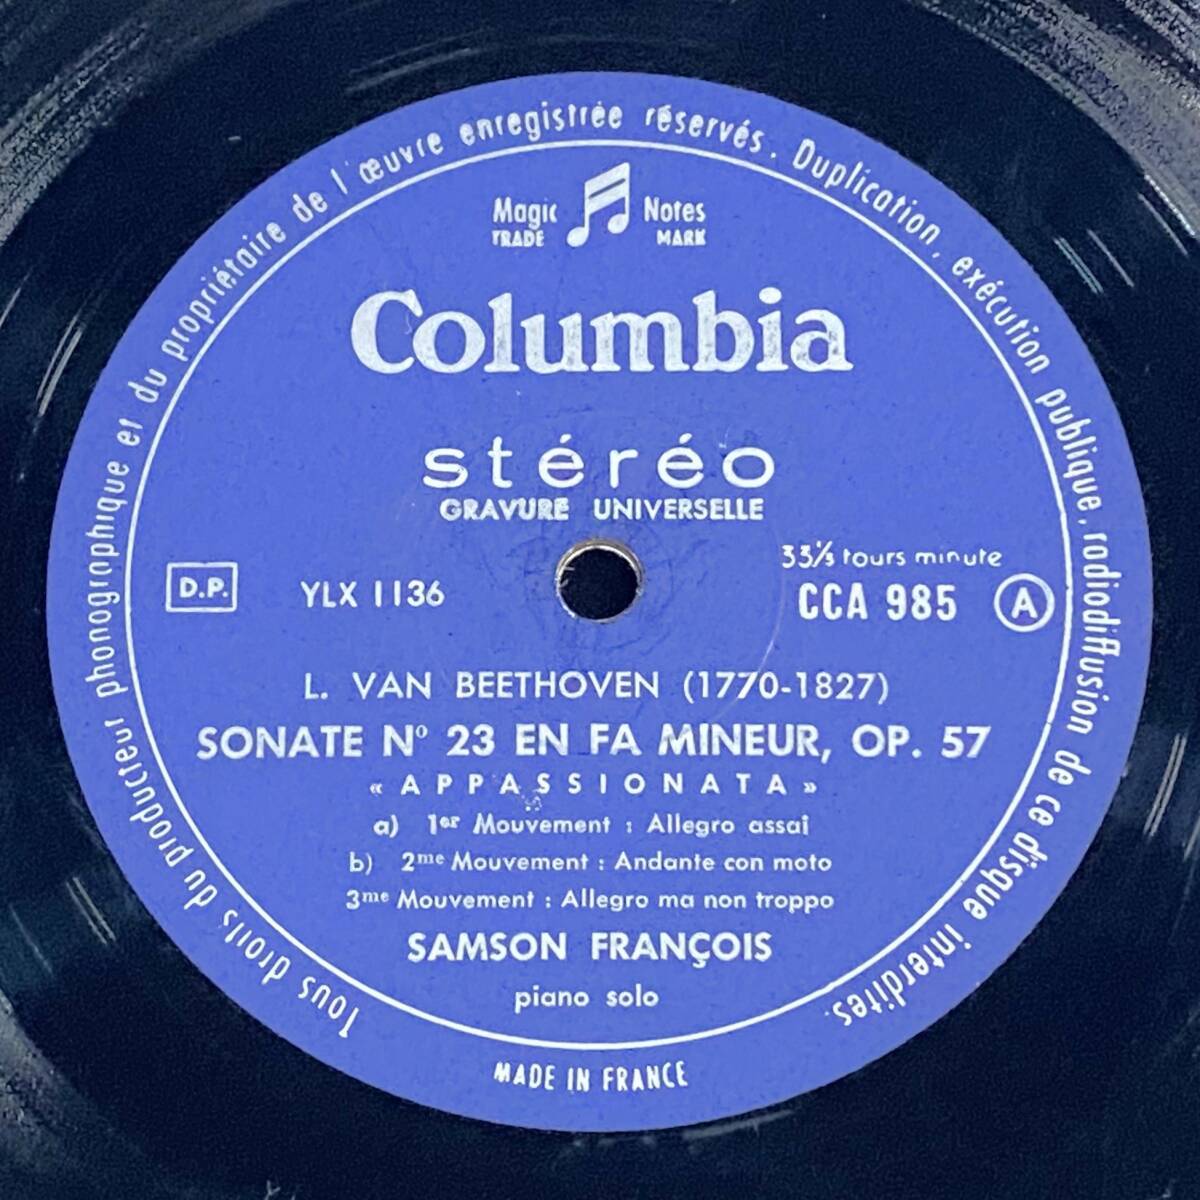 Tous droits du producteur phonographique et du propriétaire de l'œuvre enregistrée réservés. Duplication, exécution publique, radiodiffusion de ce disque interdites.
Magic Notes
TRADE MARK
Columbia
stéréo
GRAVURE UNIVERSELLE
33⅓ tours minute
D.P. YLX 1136 CCA 985 A
L. VAN BEETHOVEN (1770-1827)
SONATE Nº 23 EN FA MINEUR, OP. 57
« APPASSIONATA »
a) 1er Mouvement : Allegro assai
b) 2me Mouvement : Andante con moto
3me Mouvement : Allegro ma non troppo
SAMSON FRANÇOIS
piano solo
MADE IN FRANCE